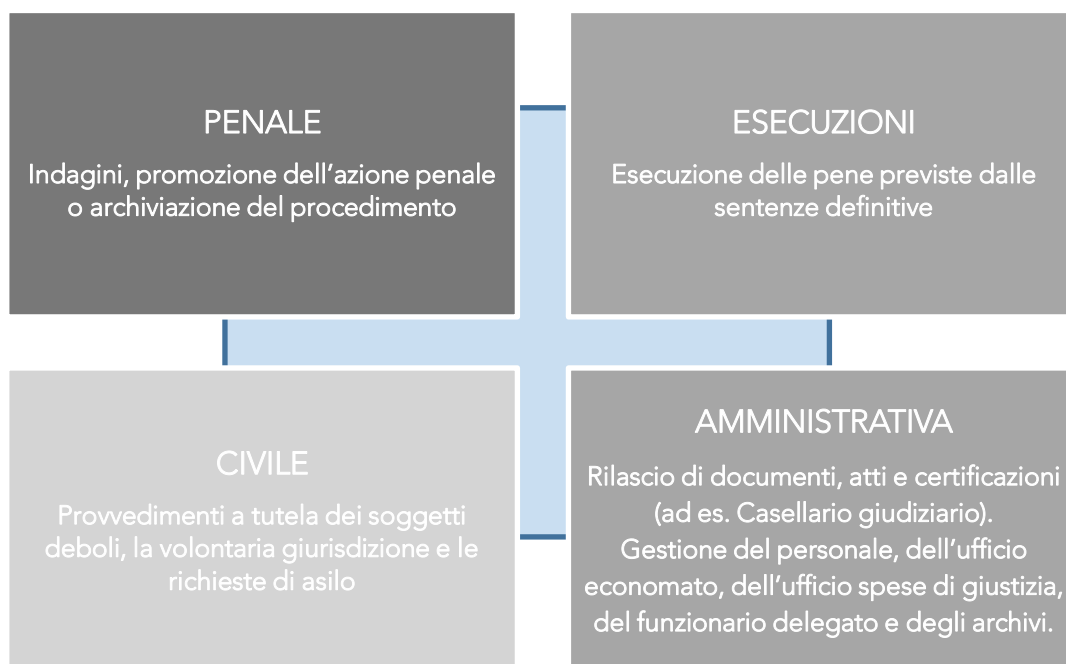 PENALE
Indagini, promozione dell'azione penale
o archiviazione del procedimento
ESECUZIONI
Esecuzione delle pene previste dalle
sentenze definitive
CIVILE
Provvedimenti a tutela dei soggetti
deboli, la volontaria giurisdizione e le
richieste di asilo
AMMINISTRATIVA
Rilascio di documenti, atti e certificazioni
(ad es. Casellario giudiziario).
Gestione del personale, dell'ufficio
economato, dell'ufficio spese di giustizia,
del funzionario delegato e degli archivi.